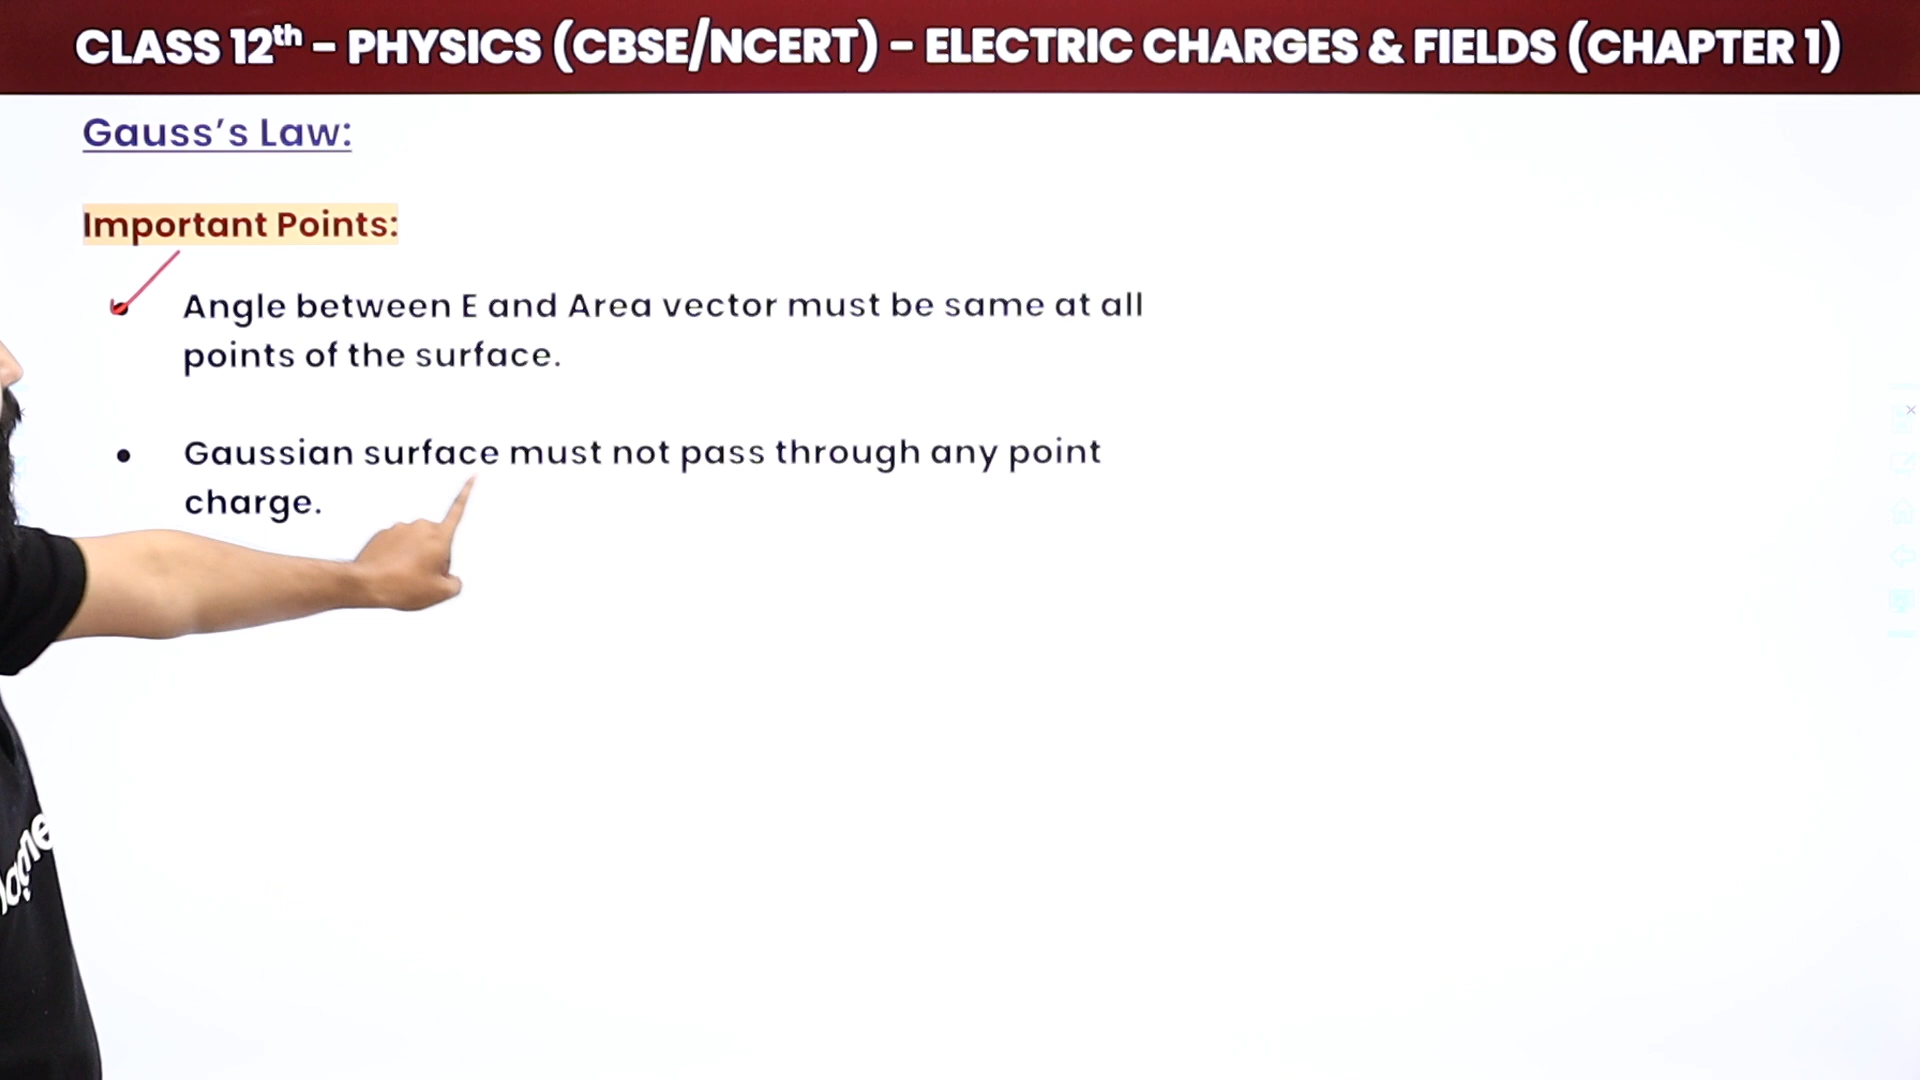 CLASS 12th – PHYSICS (CBSE/NCERT) – ELECTRIC CHARGES & FIELDS (CHAPTER 1)
Gauss’s Law:
Important Points:
• Angle between E and Area vector must be same at all
points of the surface.
• Gaussian surface must not pass through any point
charge.